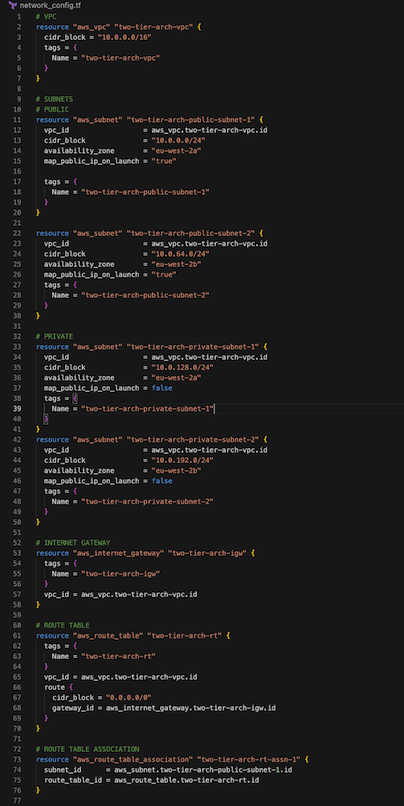 network_config.tf
1 # VPC
2 resource "aws_vpc" "two-tier-arch-vpc" {
3 cidr_block = "10.0.0.0/16"
4 tags = {
5 Name = "two-tier-arch-vpc"
6 }
7 }
8
9 # SUBNETS
10 # PUBLIC
11 resource "aws_subnet" "two-tier-arch-public-subnet-1" {
12 vpc_id = aws_vpc.two-tier-arch-vpc.id
13 cidr_block = "10.0.0.0/24"
14 availability_zone = "eu-west-2a"
15 map_public_ip_on_launch = "true"
16
17 tags = {
18 Name = "two-tier-arch-public-subnet-1"
19 }
20 }
21
22 resource "aws_subnet" "two-tier-arch-public-subnet-2" {
23 vpc_id = aws_vpc.two-tier-arch-vpc.id
24 cidr_block = "10.0.64.0/24"
25 availability_zone = "eu-west-2b"
26 map_public_ip_on_launch = "true"
27 tags = {
28 Name = "two-tier-arch-public-subnet-2"
29 }
30 }
31
32 # PRIVATE
33 resource "aws_subnet" "two-tier-arch-private-subnet-1" {
34 vpc_id = aws_vpc.two-tier-arch-vpc.id
35 cidr_block = "10.0.128.0/24"
36 availability_zone = "eu-west-2a"
37 map_public_ip_on_launch = false
38 tags = {
39 Name = "two-tier-arch-private-subnet-1"
40 }
41 }
42 resource "aws_subnet" "two-tier-arch-private-subnet-2" {
43 vpc_id = aws_vpc.two-tier-arch-vpc.id
44 cidr_block = "10.0.192.0/24"
45 availability_zone = "eu-west-2b"
46 map_public_ip_on_launch = false
47 tags = {
48 Name = "two-tier-arch-private-subnet-2"
49 }
50 }
51
52 # INTERNET GATEWAY
53 resource "aws_internet_gateway" "two-tier-arch-igw" {
54 tags = {
55 Name = "two-tier-arch-igw"
56 }
57 vpc_id = aws_vpc.two-tier-arch-vpc.id
58 }
59
60 # ROUTE TABLE
61 resource "aws_route_table" "two-tier-arch-rt" {
62 tags = {
63 Name = "two-tier-arch-rt"
64 }
65 vpc_id = aws_vpc.two-tier-arch-vpc.id
66 route {
67 cidr_block = "0.0.0.0/0"
68 gateway_id = aws_internet_gateway.two-tier-arch-igw.id
69 }
70 }
71
72 # ROUTE TABLE ASSOCIATION
73 resource "aws_route_table_association" "two-tier-arch-rt-assn-1" {
74 subnet_id = aws_subnet.two-tier-arch-public-subnet-1.id
75 route_table_id = aws_route_table.two-tier-arch-rt.id
76 }
77